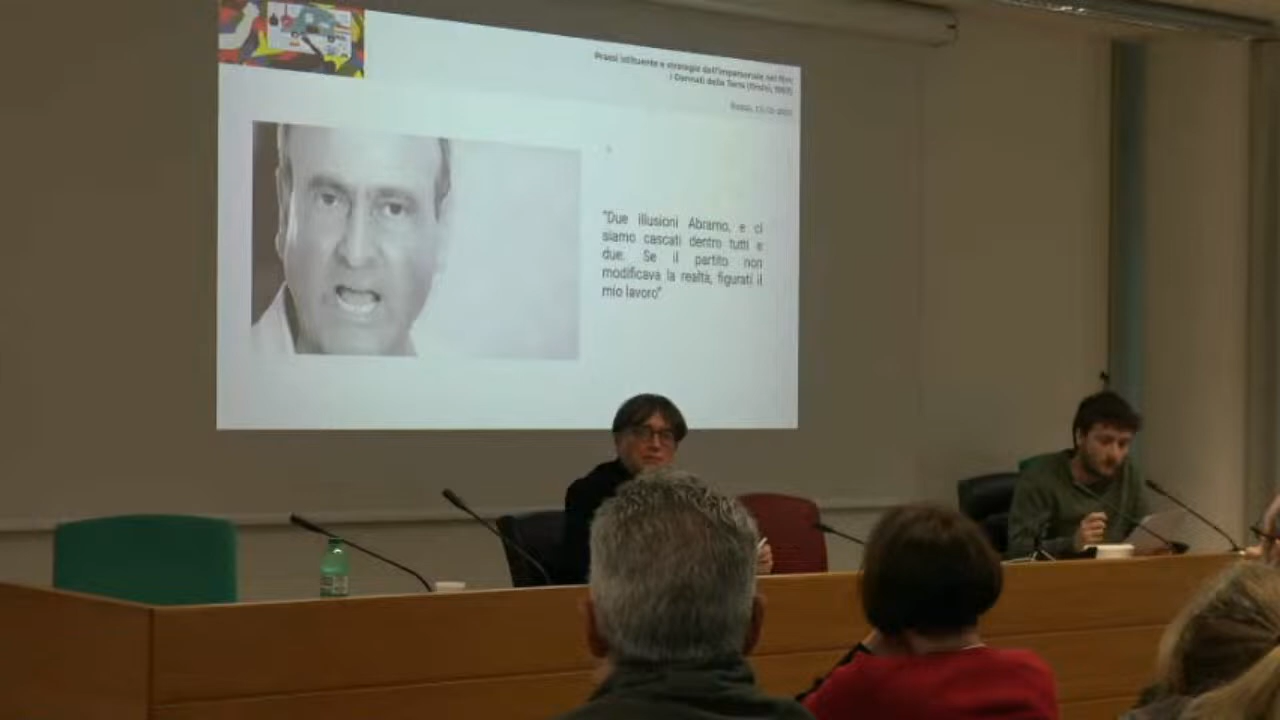 Prassi istituente e strategia dell'impersonale nel film:
I Dannati della Terra (Orsini, 1969)
"Due illusioni Abramo, e ci
siamo cascati dentro tutti e
due. Se il partito non
modificava la realtà, figurati il
mio lavoro"